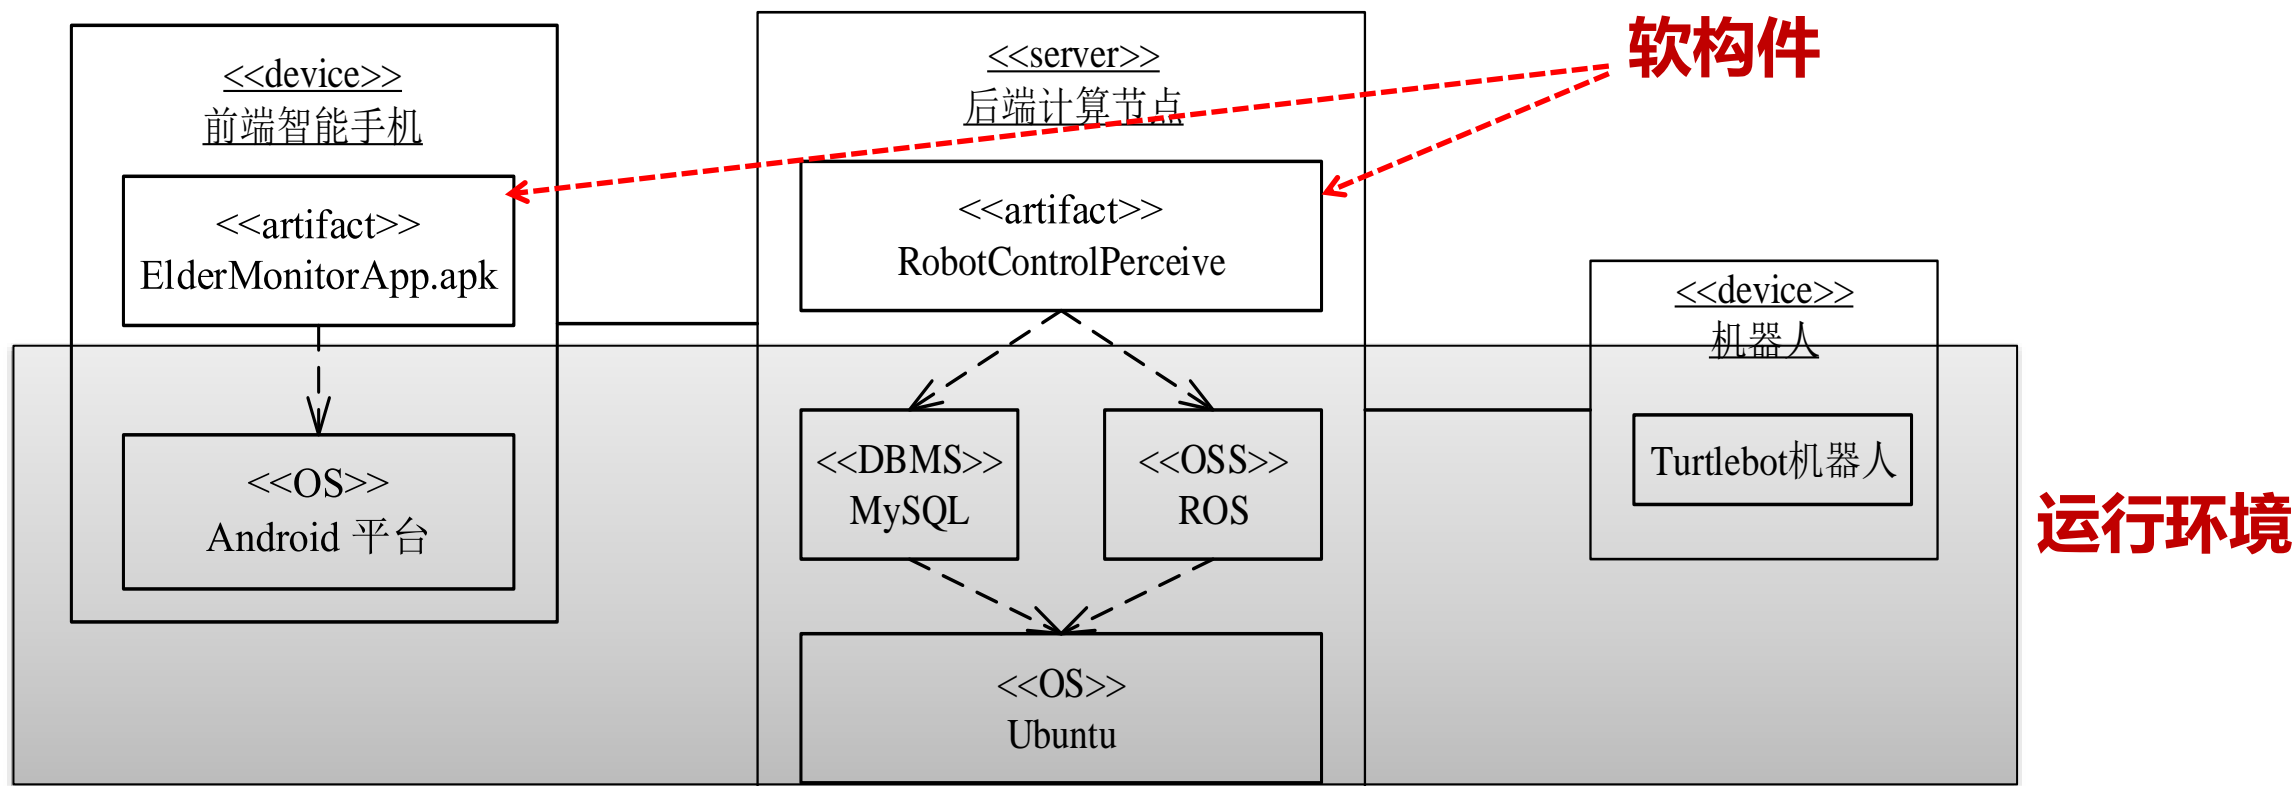 <<device>>
前端智能手机
<<artifact>>
ElderMonitorApp.apk
<<OS>>
Android 平台
<<server>>
后端计算节点
<<artifact>>
RobotControlPerceive
<<DBMS>>
MySQL
<<OSS>>
ROS
<<OS>>
Ubuntu
软构件
<<device>>
机器人
Turtlebot机器人
运行环境